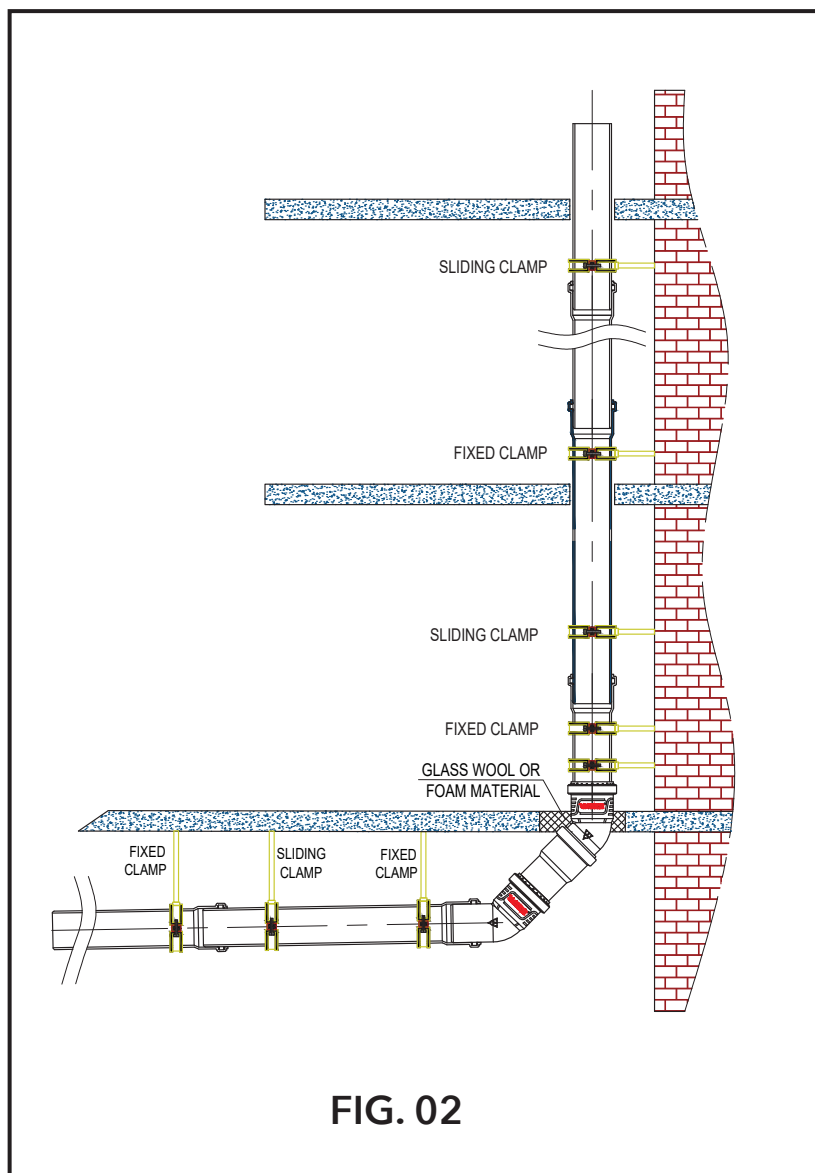 SLIDING CLAMP
FIXED CLAMP
SLIDING CLAMP
FIXED CLAMP
GLASS WOOL OR
FOAM MATERIAL
FIXED
CLAMP
SLIDING
CLAMP
FIXED
CLAMP
FIG. 02